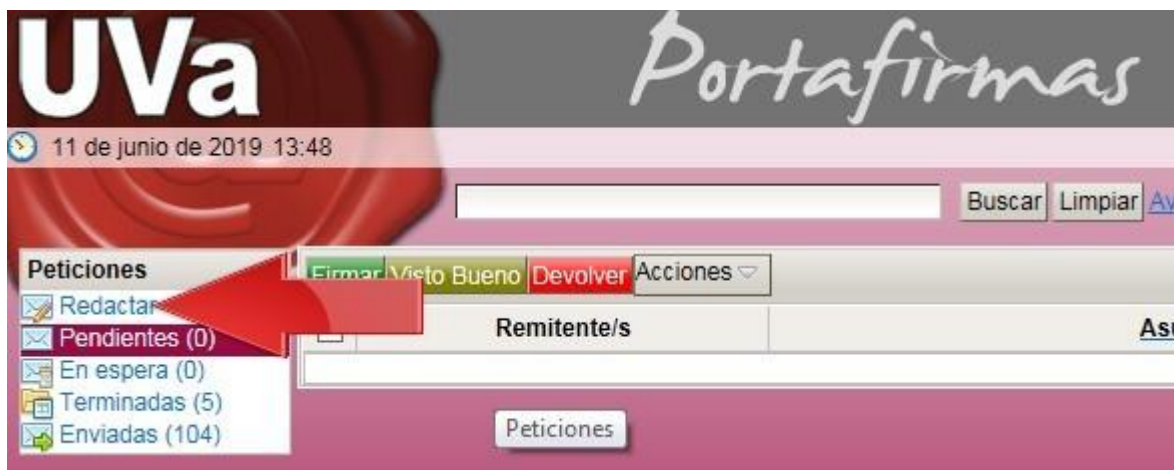 UVa
Portafirmas
11 de junio de 2019 13:48
Buscar Limpiar
Peticiones
Firmar Visto Bueno Devolver Acciones
Redactar
Remitente/s
Pendientes (0)
En espera (0)
Terminadas (5)
Enviadas (104)
Peticiones